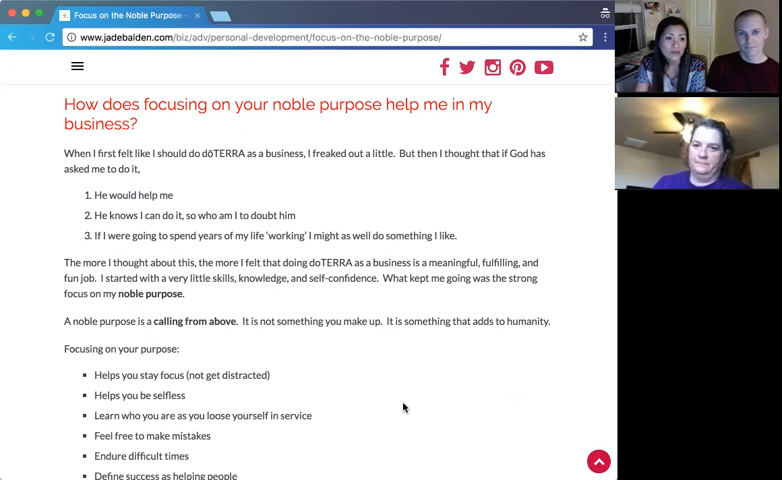 Focus on the Noble Purpose –
www.jadebalden.com/biz/adv/personal-development/focus-on-the-noble-purpose/
How does focusing on your noble purpose help me in my
business?
When I first felt like I should do dōTERRA as a business, I freaked out a little. But then I thought that if God has
asked me to do it,
1. He would help me
2. He knows I can do it, so who am I to doubt him
3. If I were going to spend years of my life ‘working’ I might as well do something I like.
The more I thought about this, the more I felt that doing doTERRA as a business is a meaningful, fulfilling, and
fun job. I started with a very little skills, knowledge, and self-confidence. What kept me going was the strong
focus on my noble purpose.
A noble purpose is a calling from above. It is not something you make up. It is something that adds to humanity.
Focusing on your purpose:
▪ Helps you stay focus (not get distracted)
▪ Helps you be selfless
▪ Learn who you are as you loose yourself in service
▪ Feel free to make mistakes
▪ Endure difficult times
▪ Define success as helping people